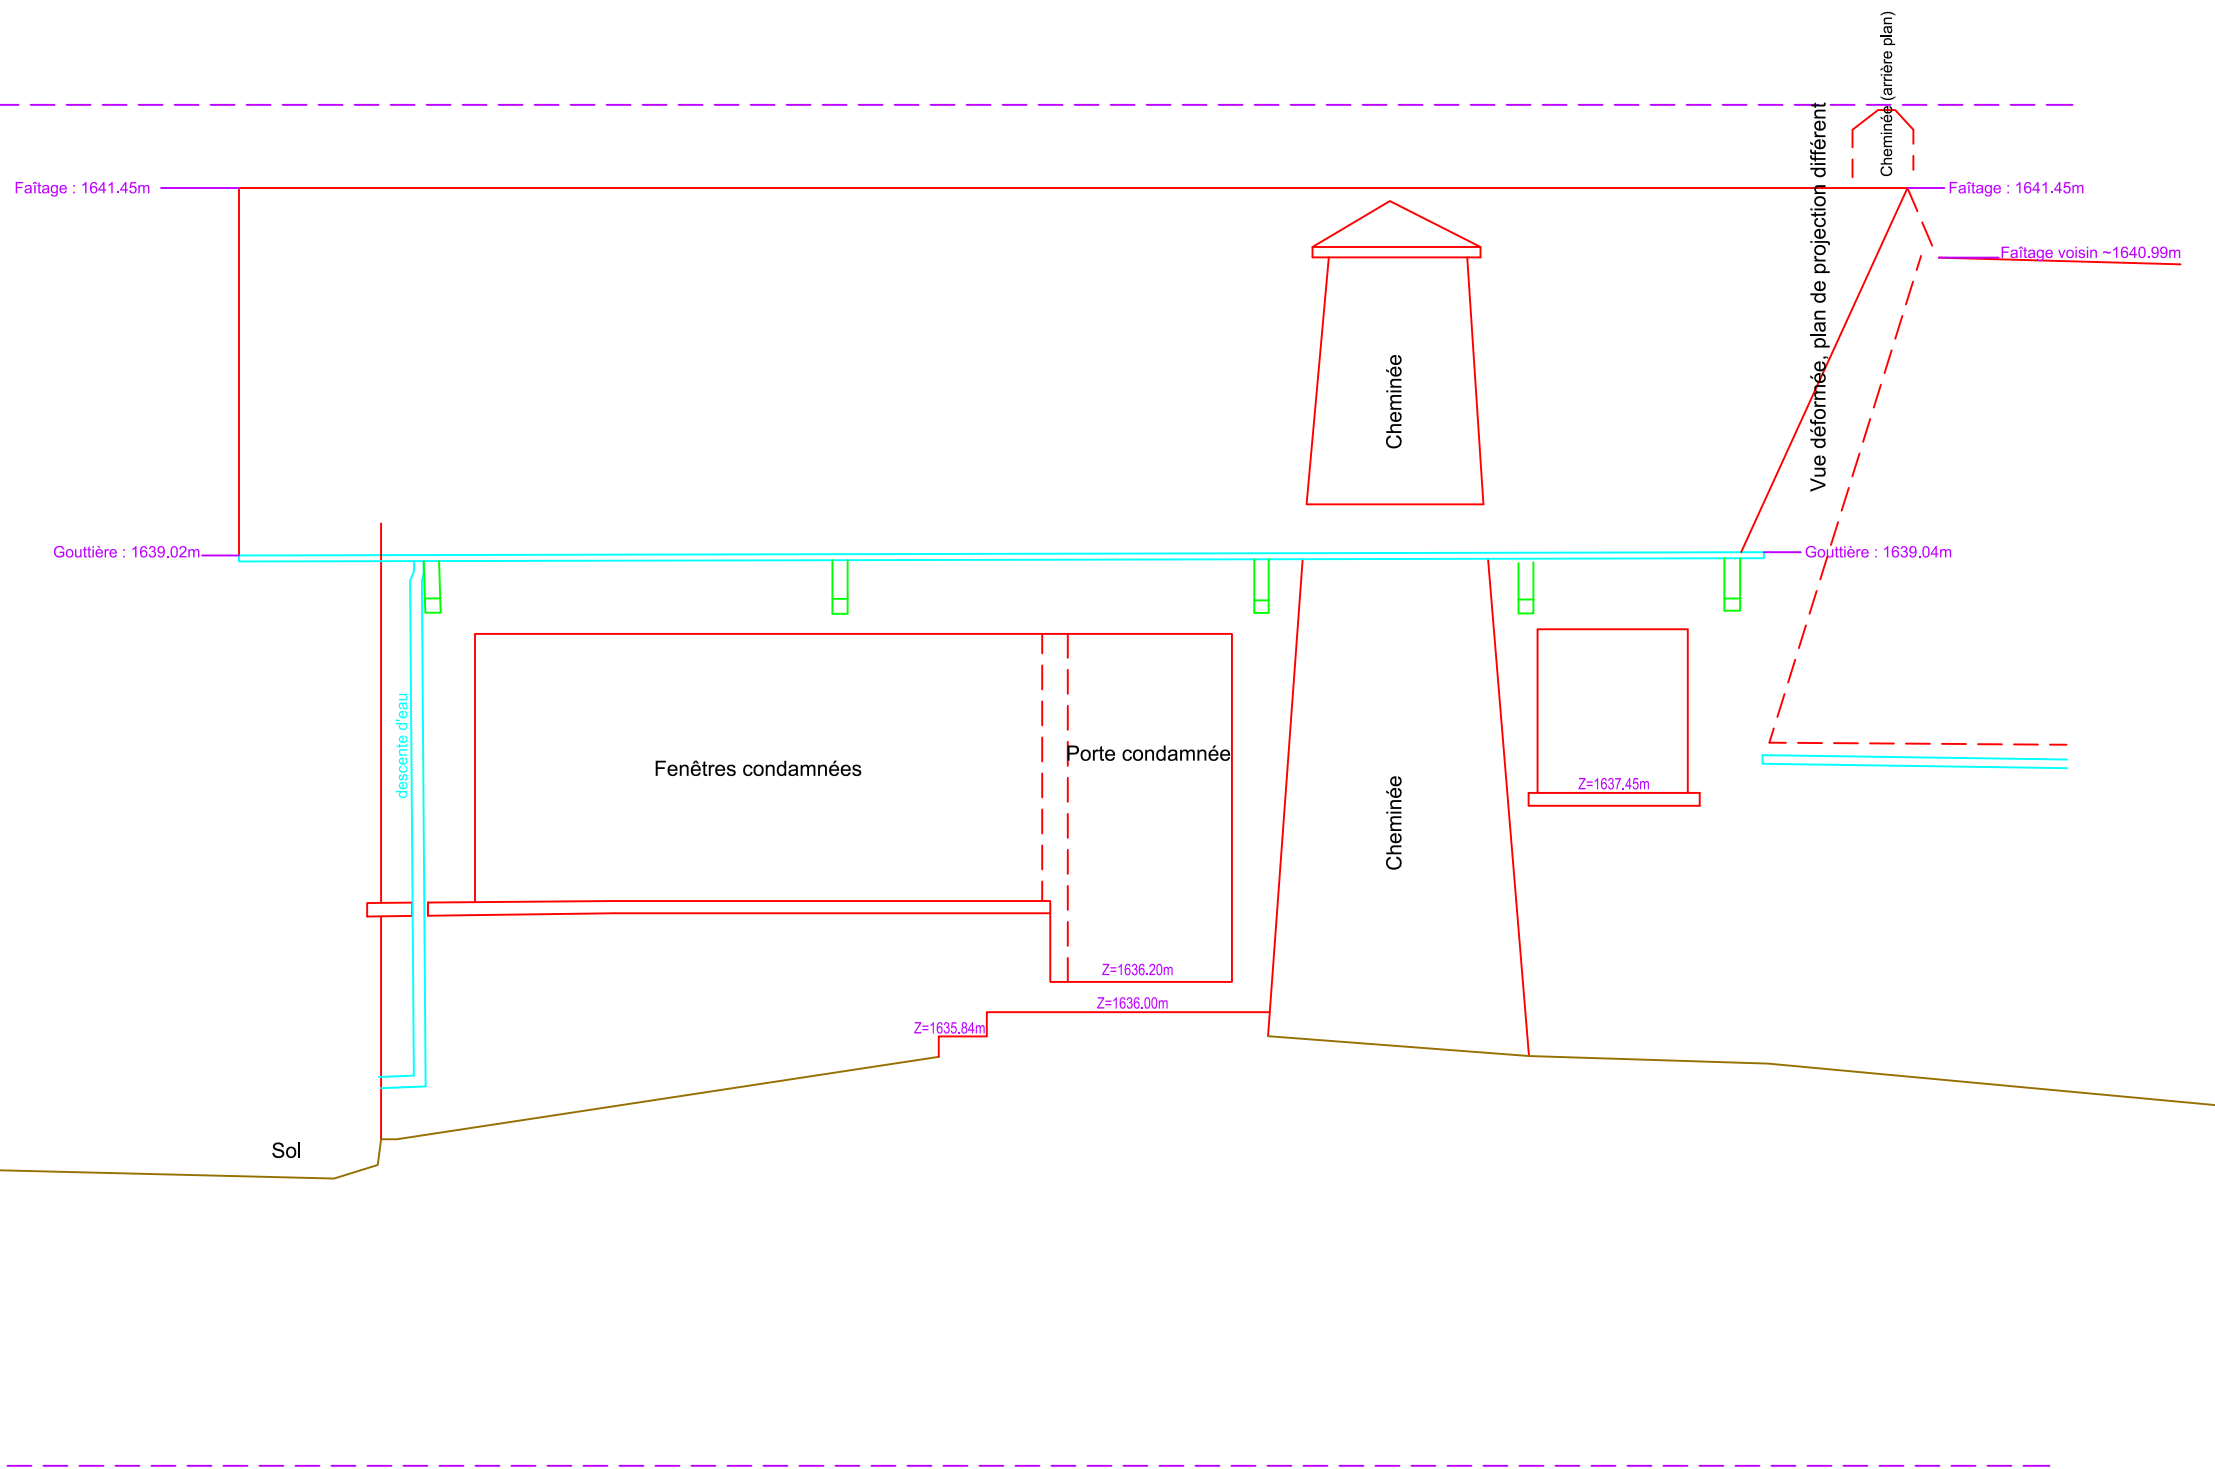 Cheminée (arrière plan)
Vue déformée, plan de projection différent
Faîtage : 1641.45m
Faîtage : 1641.45m
Faîtage voisin ~1640.99m
Cheminée
Gouttière : 1639.02m
Gouttière : 1639.04m
descente d'eau
Fenêtres condamnées
Porte condamnée
Cheminée
Z=1637.45m
Z=1636.20m
Z=1636.00m
Z=1635.84m
Sol